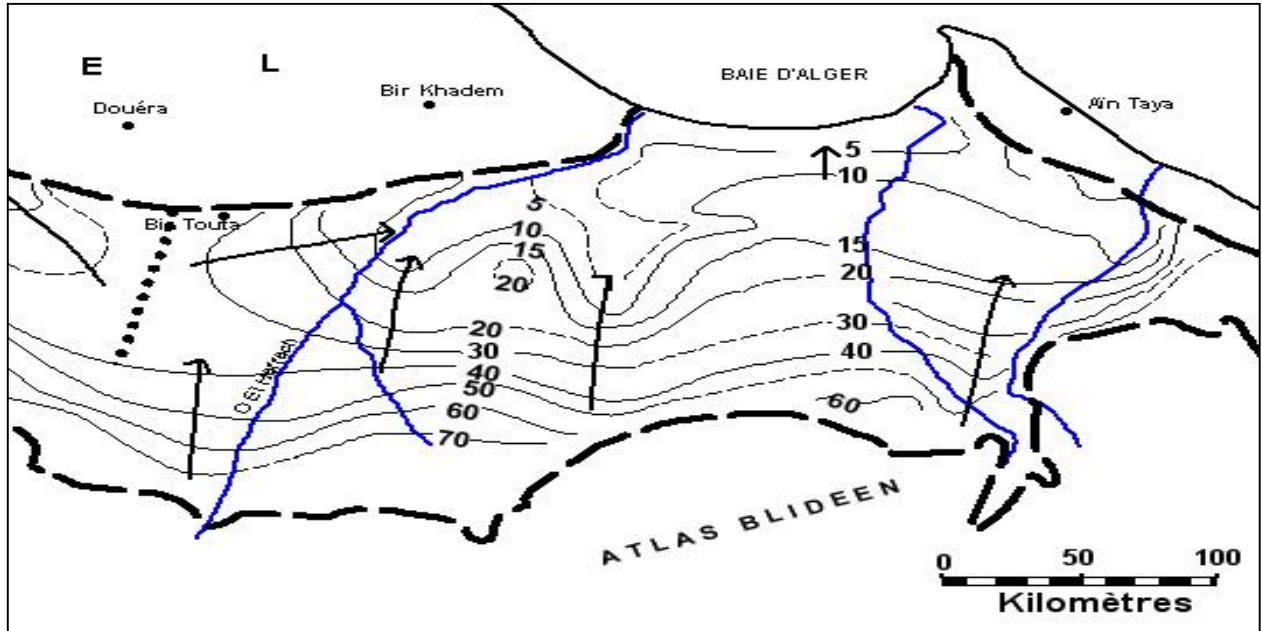 E L
BAIE D'ALGER
Bir Khadem
Douéra
Aïn Taya
5
10
Bir Touta
5
10
15
15
20
20
20
30
30
40
O El Harrach
40
50
60
60
70
ATLAS BLIDEEN
0 50 100
Kilomètres